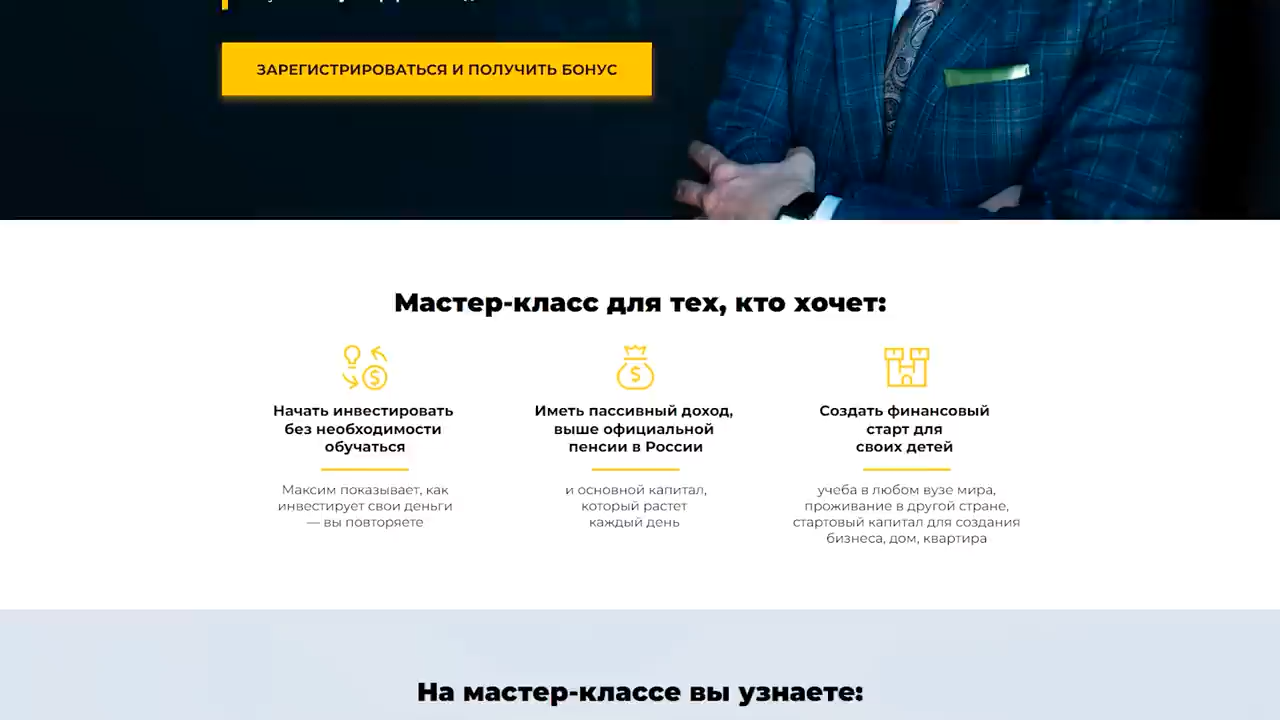 ЗАРЕГИСТРИРОВАТЬСЯ И ПОЛУЧИТЬ БОНУС
Мастер-класс для тех, кто хочет:
Начать инвестировать
без необходимости
обучаться
Максим показывает, как
инвестирует свои деньги
— вы повторяете
Иметь пассивный доход,
выше официальной
пенсии в России
и основной капитал,
который растет
каждый день
Создать финансовый
старт для
своих детей
учеба в любом вузе мира,
проживание в другой стране,
стартовый капитал для создания
бизнеса, дом, квартира
На мастер-классе вы узнаете: